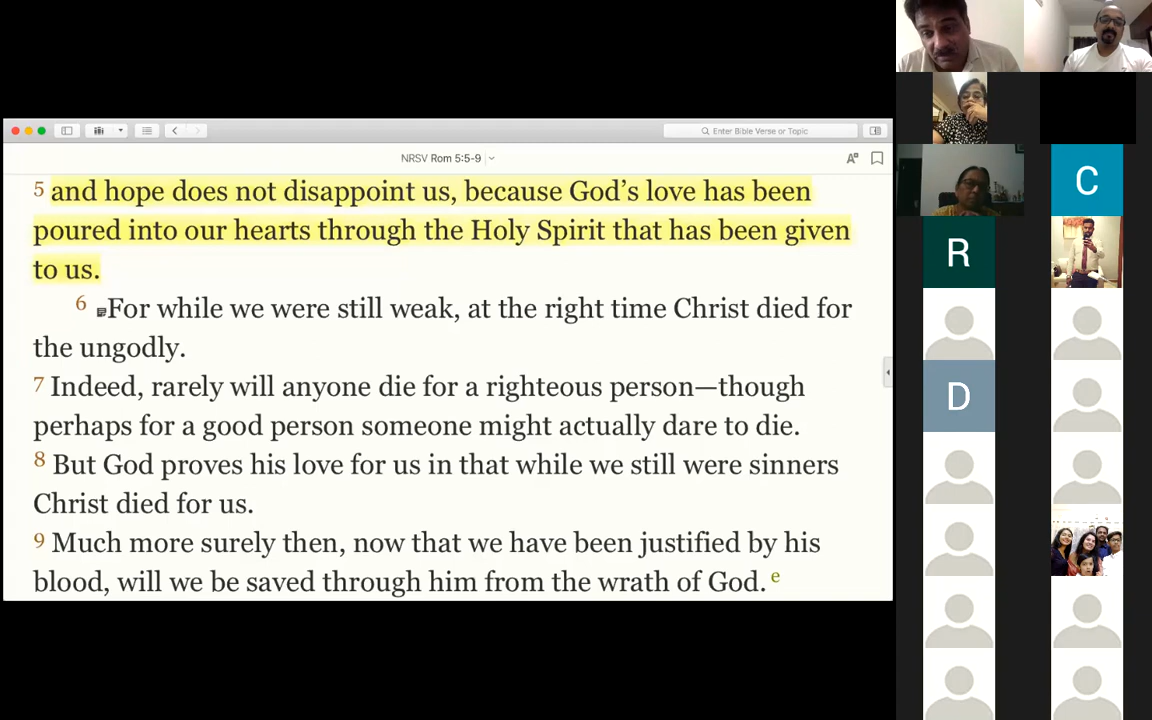 Enter Bible Verse or Topic
NRSV Rom 5:5-9
5 and hope does not disappoint us, because God’s love has been
poured into our hearts through the Holy Spirit that has been given
to us.
6 For while we were still weak, at the right time Christ died for
the ungodly.
7 Indeed, rarely will anyone die for a righteous person—though
perhaps for a good person someone might actually dare to die.
8 But God proves his love for us in that while we still were sinners
Christ died for us.
9 Much more surely then, now that we have been justified by his
blood, will we be saved through him from the wrath of God. e
C
R
D